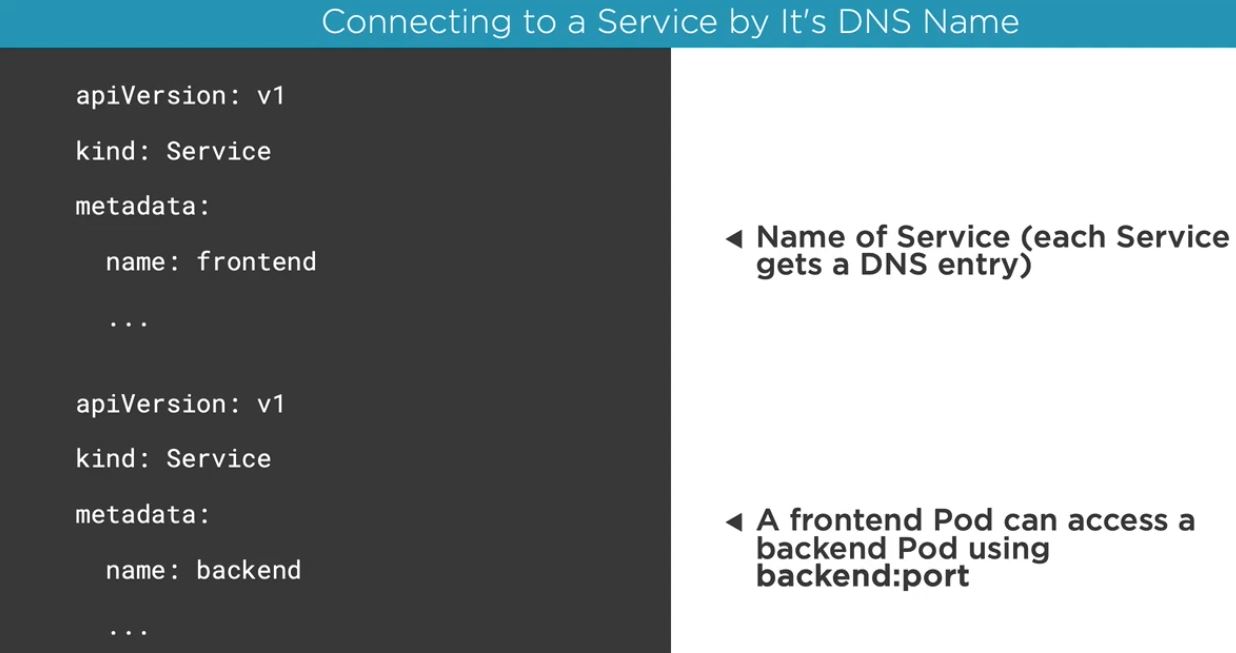 Connecting to a Service by It's DNS Name
apiVersion: v1
kind: Service
metadata:
  name: frontend
  ...
◀ Name of Service (each Service
gets a DNS entry)
apiVersion: v1
kind: Service
metadata:
  name: backend
  ...
◀ A frontend Pod can access a
backend Pod using
backend:port